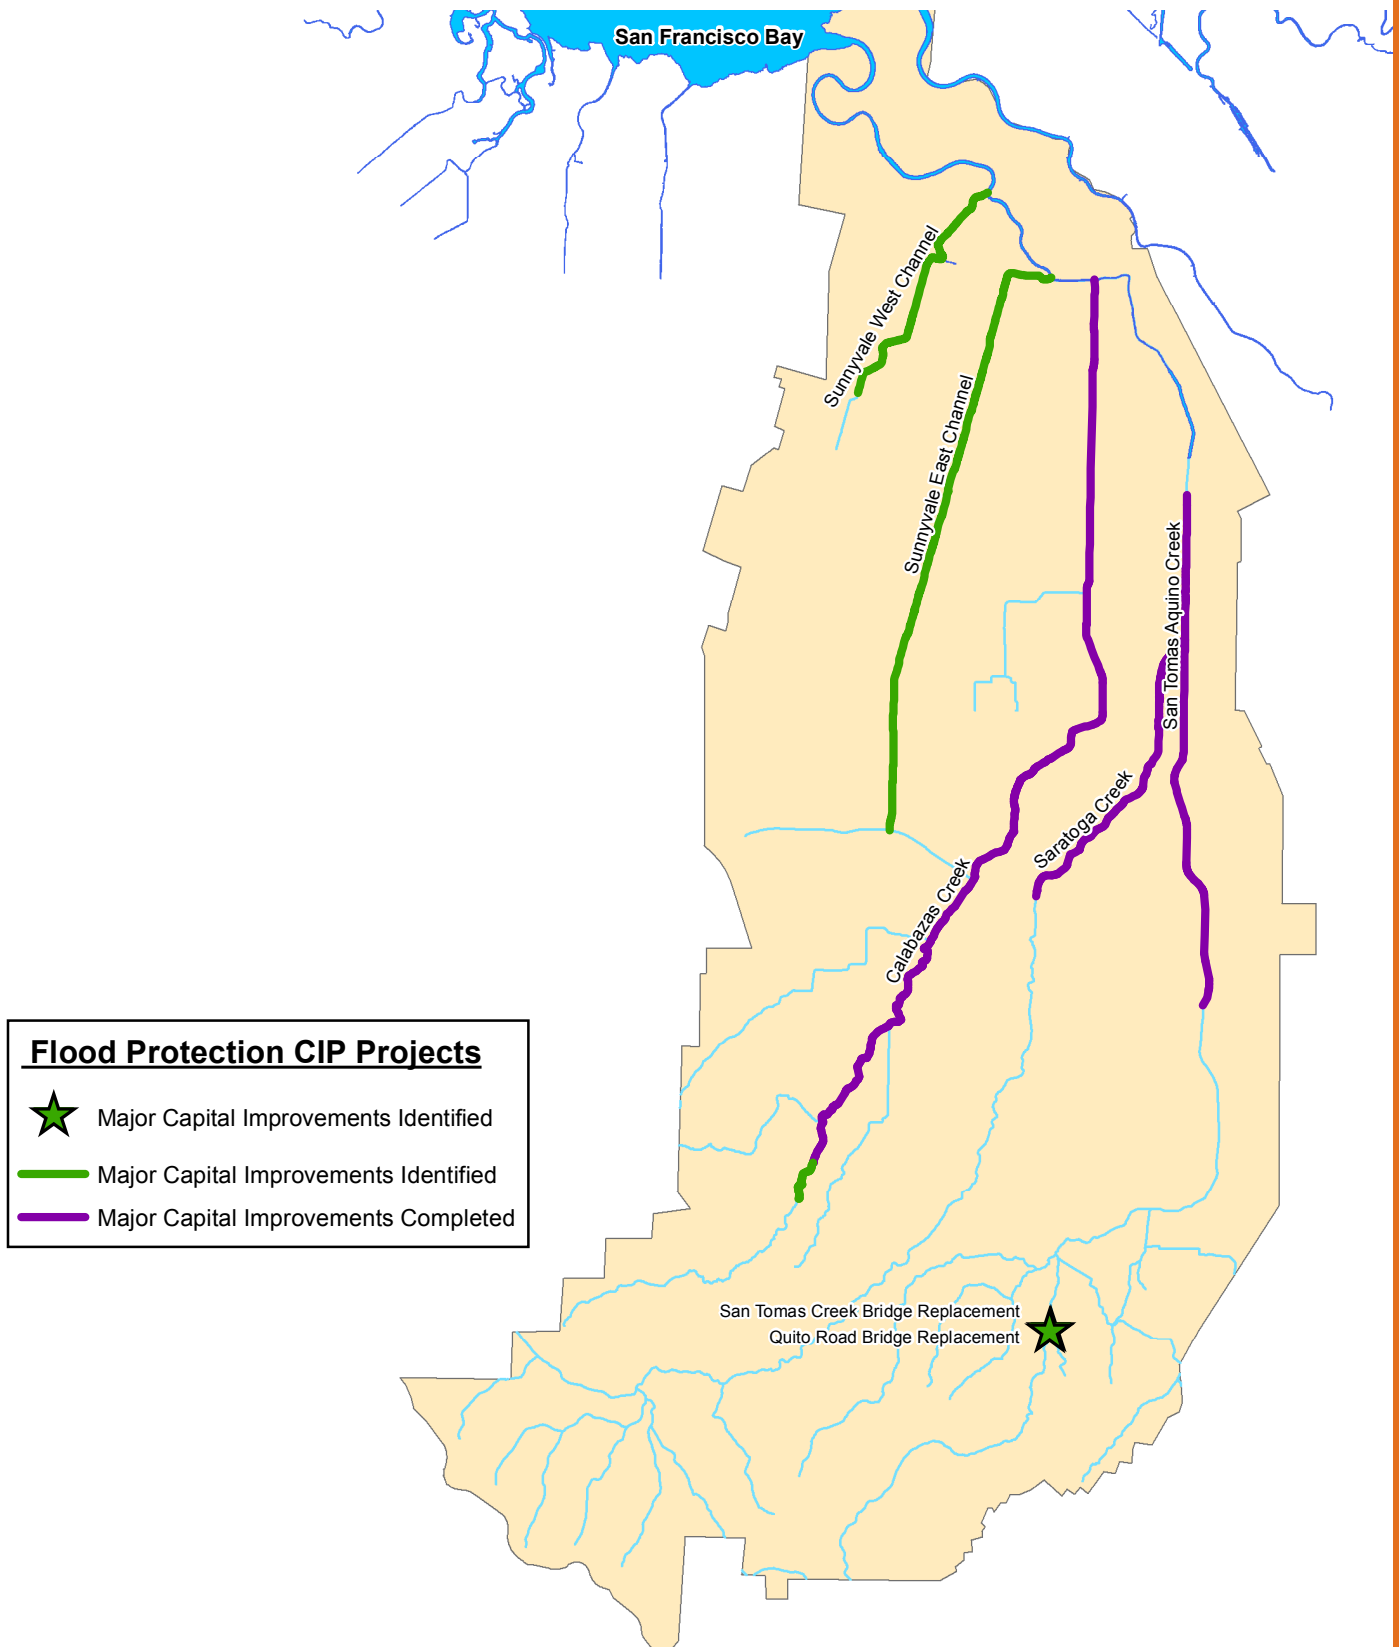 San Francisco Bay
Sunnyvale West Channel
Sunnyvale East Channel
San Tomas Aquino Creek
Saratoga Creek
Calabazas Creek
Flood Protection CIP Projects
Major Capital Improvements Identified
Major Capital Improvements Identified
Major Capital Improvements Completed
San Tomas Creek Bridge Replacement
Quito Road Bridge Replacement